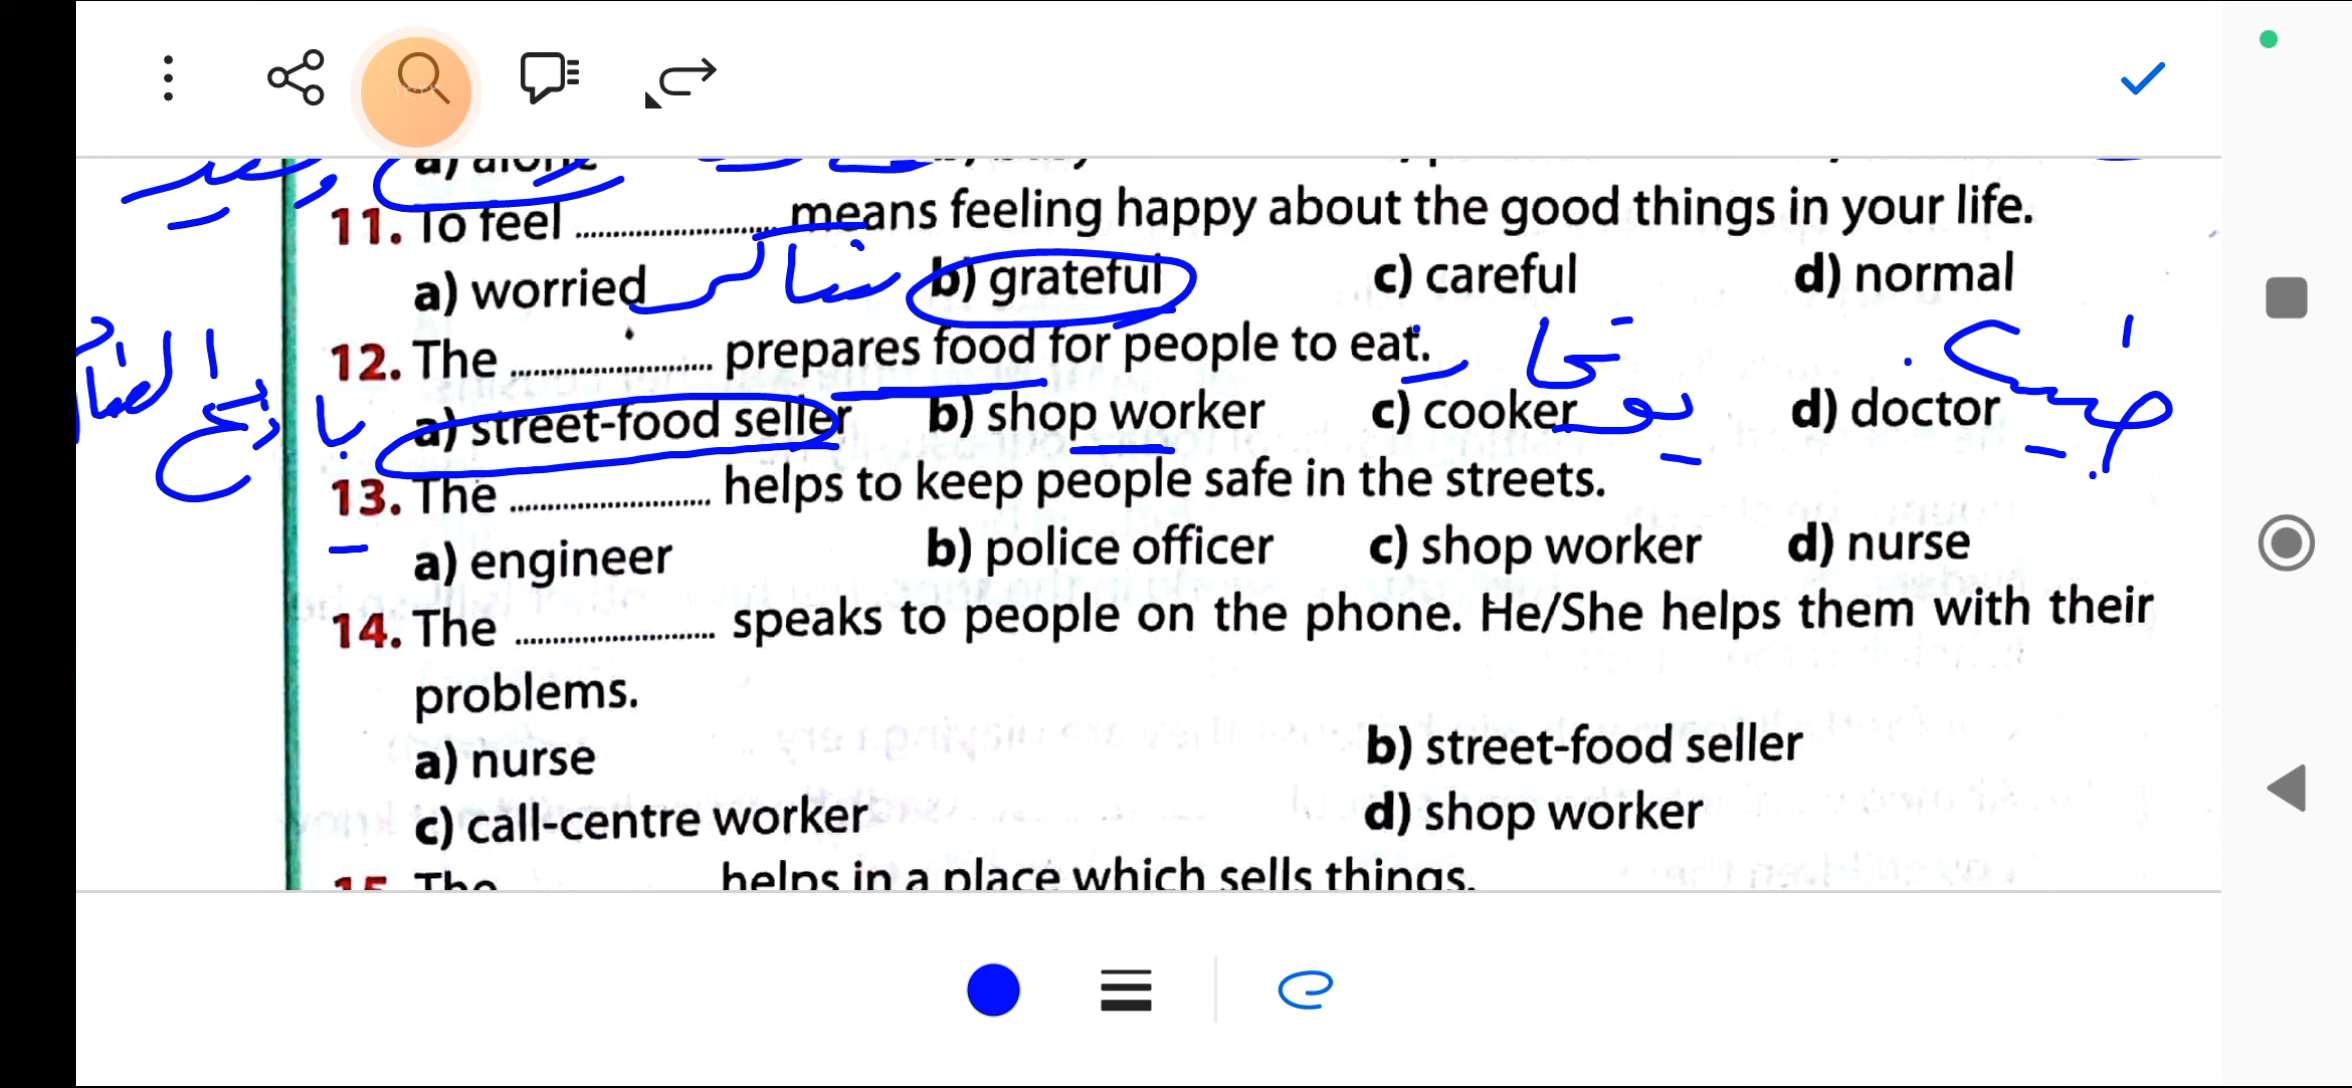 a) alone
11. To feel ........................ means feeling happy about the good things in your life.
شاكر
a) worried b) grateful c) careful d) normal
12. The ........................ prepares food for people to eat.
a) street-food seller b) shop worker c) cooker d) doctor
بائع
13. The ........................ helps to keep people safe in the streets.
a) engineer b) police officer c) shop worker d) nurse
14. The ........................ speaks to people on the phone. He/She helps them with their
problems.
a) nurse b) street-food seller
c) call-centre worker d) shop worker
15. The helps in a place which sells things.